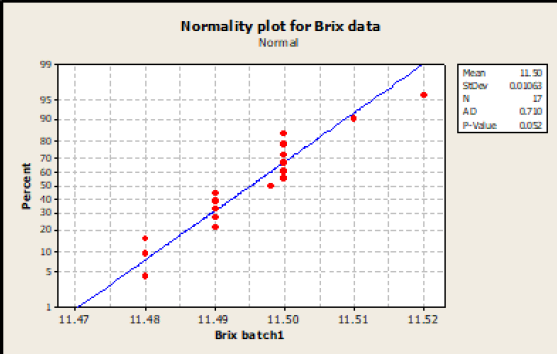 Normality plot for Brix data
Normal
Mean 11.50
StDev 0.01063
N 17
AD 0.710
P-Value 0.052
99
95
90
80
70
60
50
40
30
20
10
5
1
Percent
11.47 11.48 11.49 11.50 11.51 11.52
Brix batch1